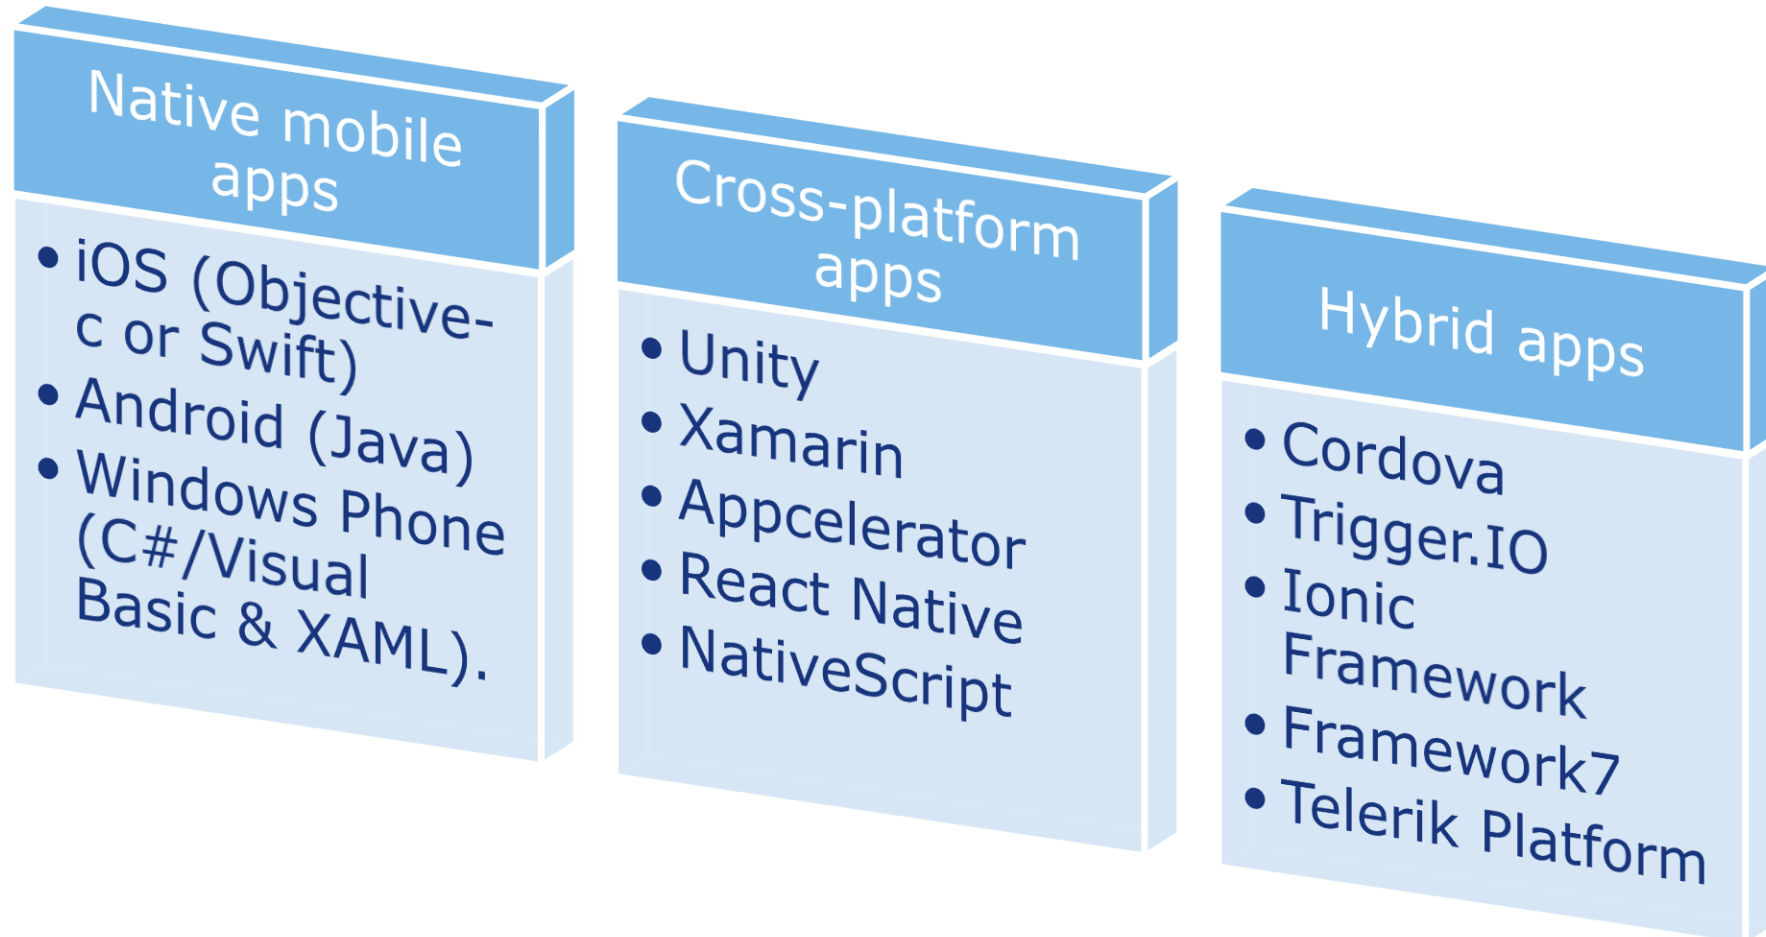 Native mobile
apps
• iOS (Objective-
c or Swift)
• Android (Java)
• Windows Phone
(C#/Visual
Basic & XAML).
Cross-platform
apps
• Unity
• Xamarin
• Appcelerator
• React Native
• NativeScript
Hybrid apps
• Cordova
• Trigger.IO
• Ionic
Framework
• Framework7
• Telerik Platform